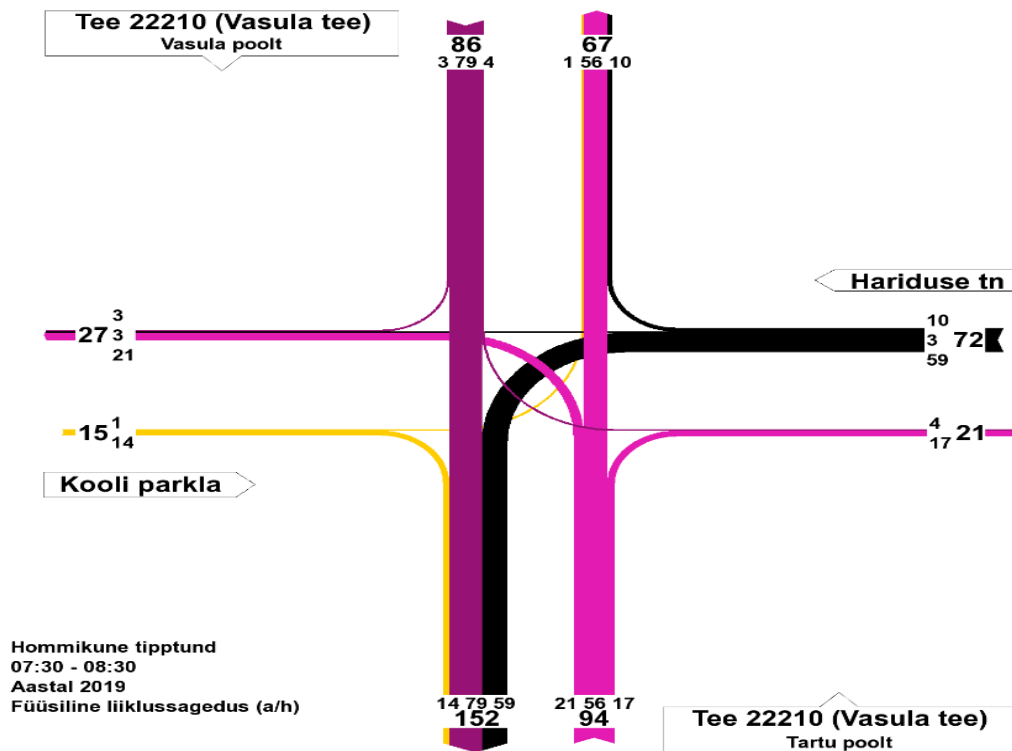 Tee 22210 (Vasula tee)
Vasula poolt
86
3 79 4
67
1 56 10
Hariduse tn
27
3
3
21
10
3
59
72
15
1
14
4
17
21
Kooli parkla
Hommikune tipptund
07:30 - 08:30
Aastal 2019
Füüsiline liiklussagedus (a/h)
14 79 59
152
21 56 17
94
Tee 22210 (Vasula tee)
Tartu poolt